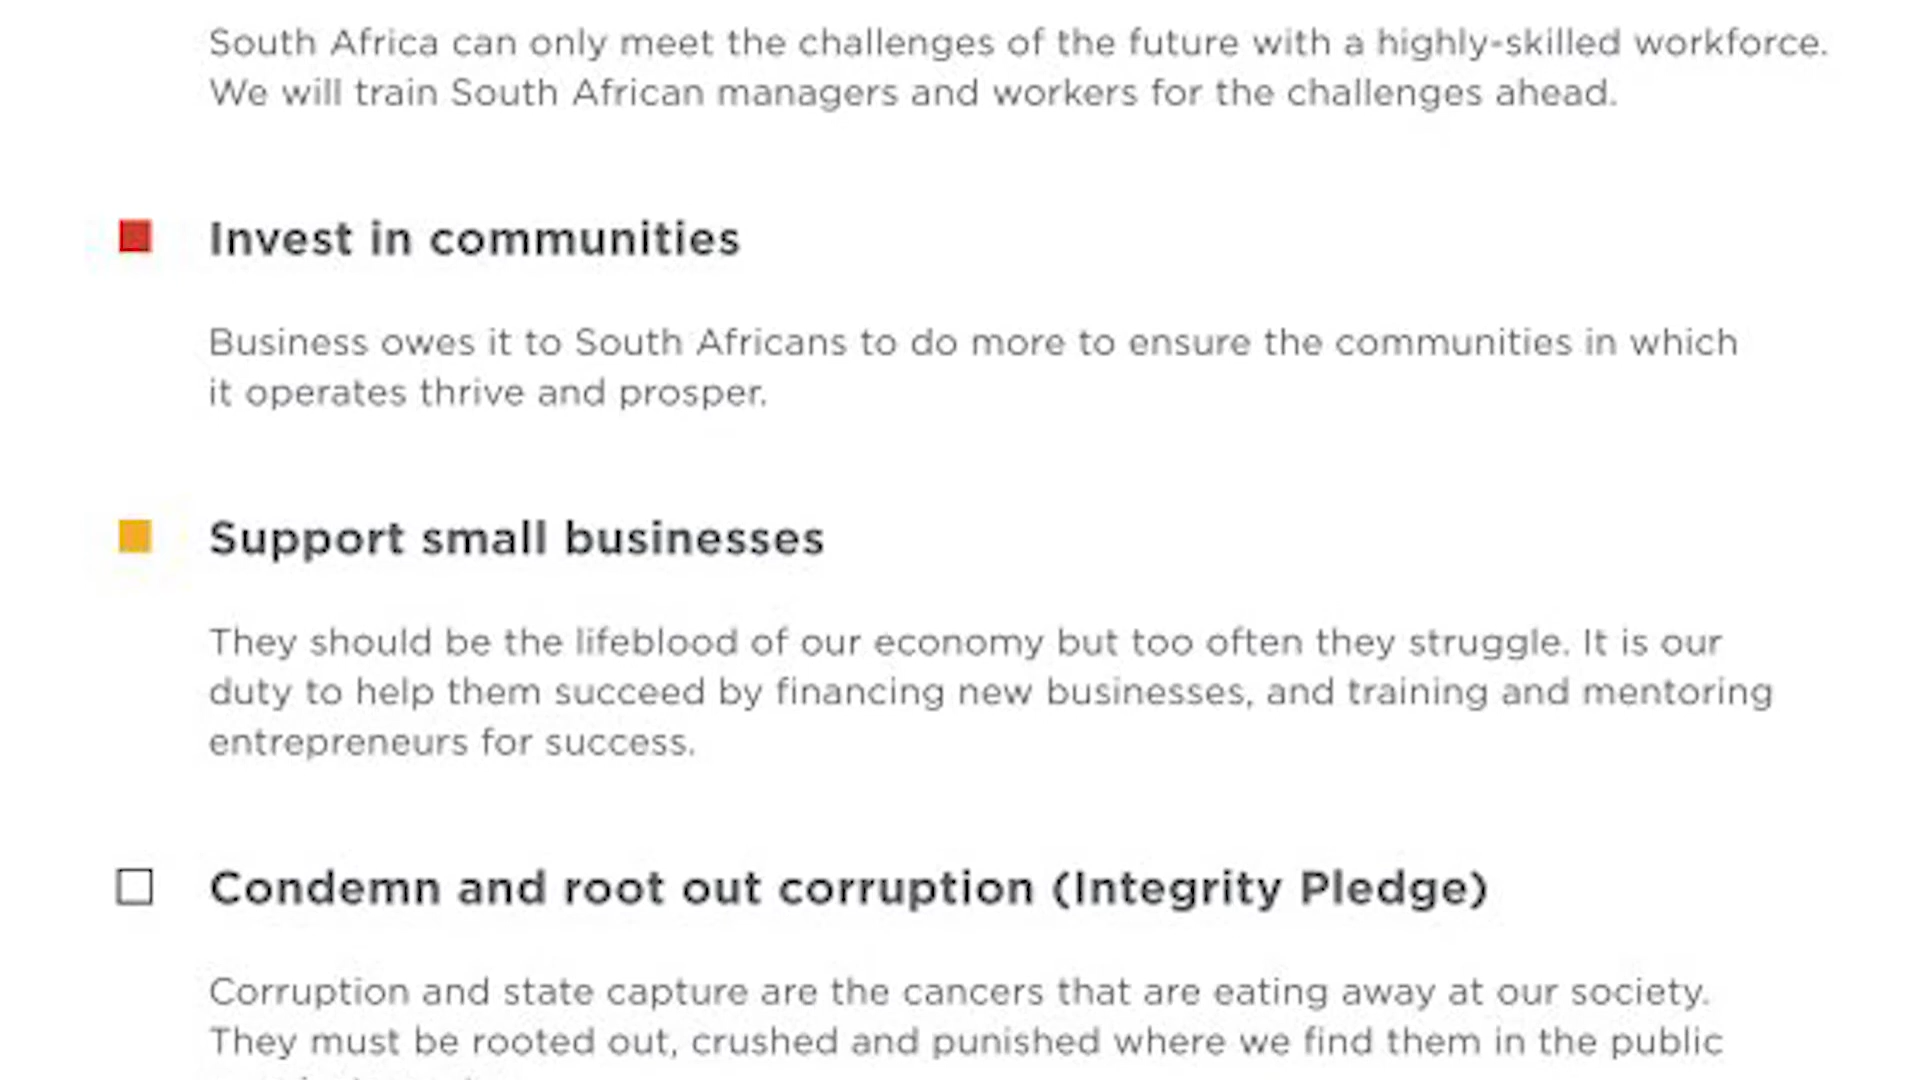 South Africa can only meet the challenges of the future with a highly-skilled workforce.
We will train South African managers and workers for the challenges ahead.
Invest in communities
Business owes it to South Africans to do more to ensure the communities in which
it operates thrive and prosper.
Support small businesses
They should be the lifeblood of our economy but too often they struggle. It is our
duty to help them succeed by financing new businesses, and training and mentoring
entrepreneurs for success.
Condemn and root out corruption (Integrity Pledge)
Corruption and state capture are the cancers that are eating away at our society.
They must be rooted out, crushed and punished where we find them in the public